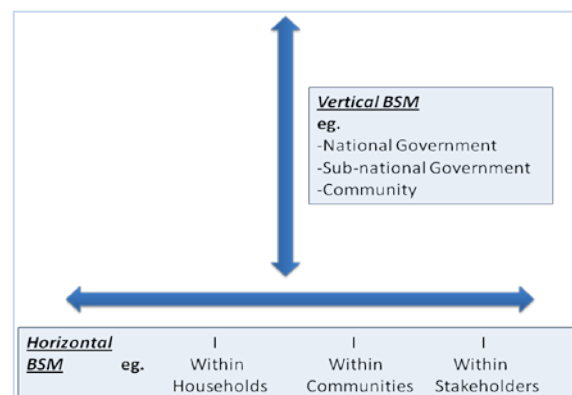 Vertical BSM
eg.
-National Government
-Sub-national Government
-Community
Horizontal I I I
BSM eg. Within Within Within
Households Communities Stakeholders